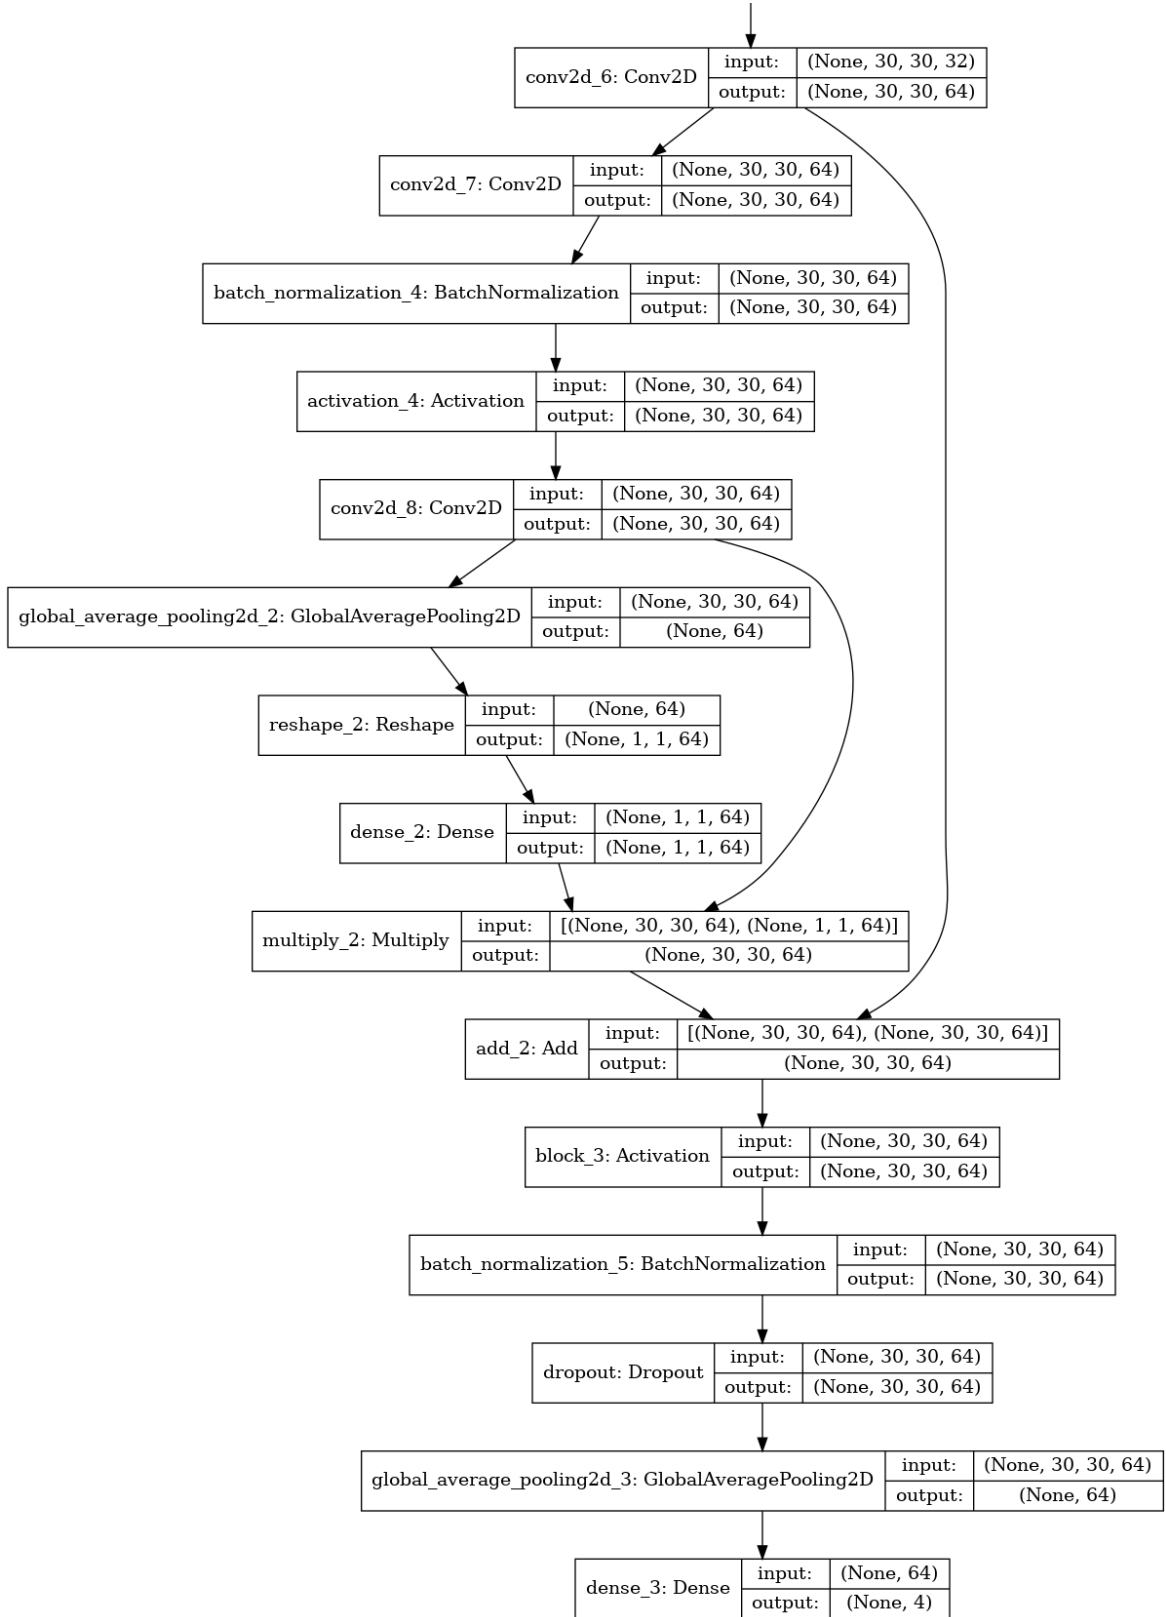 conv2d_6: Conv2D
input:
(None, 30, 30, 32)
output:
(None, 30, 30, 64)
conv2d_7: Conv2D
input:
(None, 30, 30, 64)
output:
(None, 30, 30, 64)
batch_normalization_4: BatchNormalization
input:
(None, 30, 30, 64)
output:
(None, 30, 30, 64)
activation_4: Activation
input:
(None, 30, 30, 64)
output:
(None, 30, 30, 64)
conv2d_8: Conv2D
input:
(None, 30, 30, 64)
output:
(None, 30, 30, 64)
global_average_pooling2d_2: GlobalAveragePooling2D
input:
(None, 30, 30, 64)
output:
(None, 64)
reshape_2: Reshape
input:
(None, 64)
output:
(None, 1, 1, 64)
dense_2: Dense
input:
(None, 1, 1, 64)
output:
(None, 1, 1, 64)
multiply_2: Multiply
input:
[(None, 30, 30, 64), (None, 1, 1, 64)]
output:
(None, 30, 30, 64)
add_2: Add
input:
[(None, 30, 30, 64), (None, 30, 30, 64)]
output:
(None, 30, 30, 64)
block_3: Activation
input:
(None, 30, 30, 64)
output:
(None, 30, 30, 64)
batch_normalization_5: BatchNormalization
input:
(None, 30, 30, 64)
output:
(None, 30, 30, 64)
dropout: Dropout
input:
(None, 30, 30, 64)
output:
(None, 30, 30, 64)
global_average_pooling2d_3: GlobalAveragePooling2D
input:
(None, 30, 30, 64)
output:
(None, 64)
dense_3: Dense
input:
(None, 64)
output:
(None, 4)